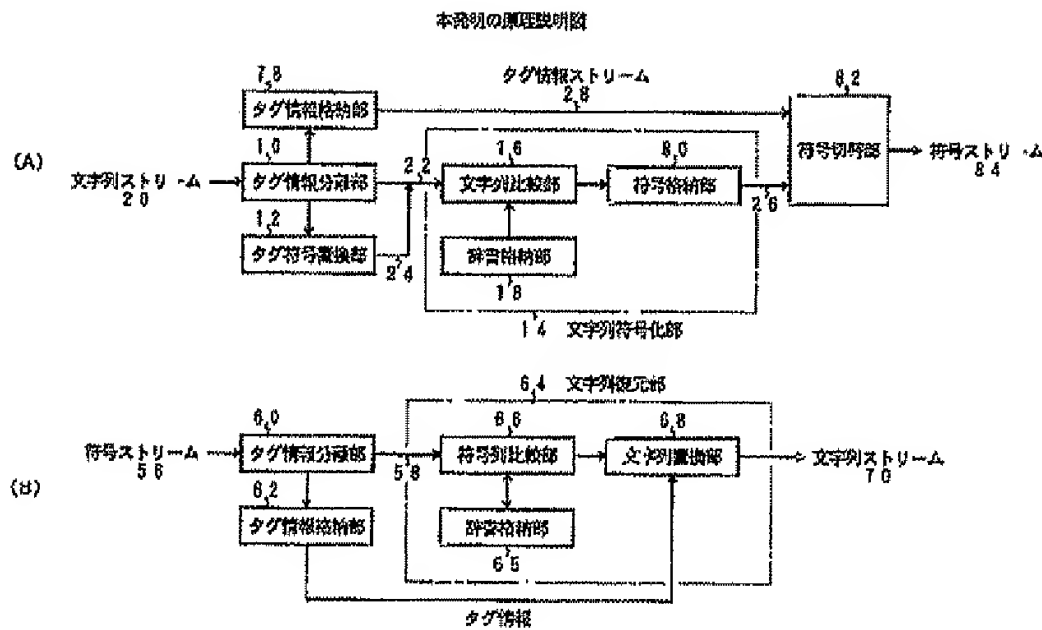 本発明の原理説明図
(A)
文字列ストリーム
20
78
タグ情報格納部
10
タグ情報分離部
12
タグ符号置換部
タグ情報ストリーム
28
22
24
16
文字列比較部
辞書格納部
18
80
符号格納部
26
14 文字列符号化部
82
符号切替部
符号ストリーム
84
(B)
符号ストリーム
56
60
タグ情報分離部
62
タグ情報格納部
58
64 文字列復元部
66
符号列比較部
辞書格納部
65
68
文字列置換部
文字列ストリーム
70
タグ情報